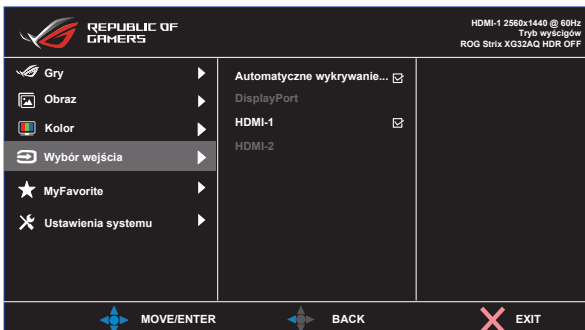 REPUBLIC OF
GAMERS
HDMI-1 2560x1440 @ 60Hz
Tryb wyścigów
ROG Strix XG32AQ HDR OFF
Gry
Obraz
Kolor
Wybór wejścia
MyFavorite
Ustawienia systemu
Automatyczne wykrywanie...
DisplayPort
HDMI-1
HDMI-2
MOVE/ENTER
BACK
EXIT